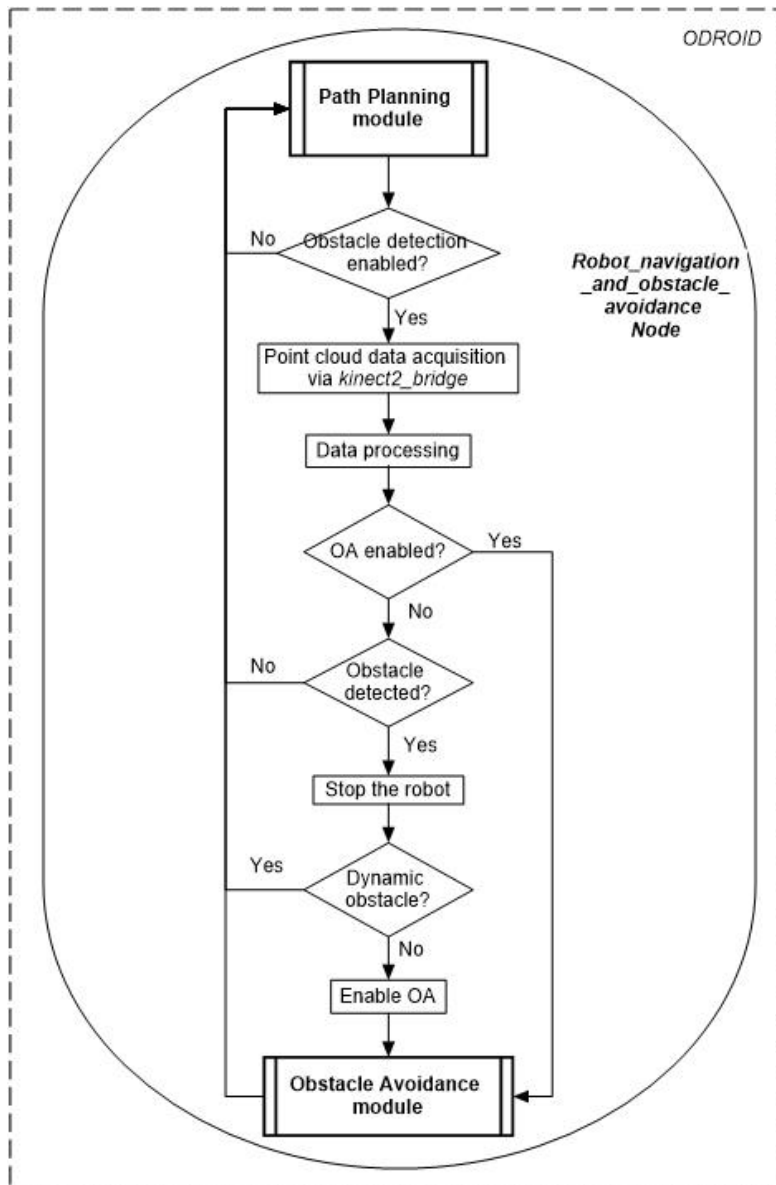 ODROID
Path Planning
module
No
Obstacle detection
enabled?
Robot_navigation
_and_obstacle_
avoidance
Node
Yes
Point cloud data acquisition
via kinect2_bridge
Data processing
OA enabled?
Yes
No
No
Obstacle
detected?
Yes
Stop the robot
Yes
Dynamic
obstacle?
No
Enable OA
Obstacle Avoidance
module